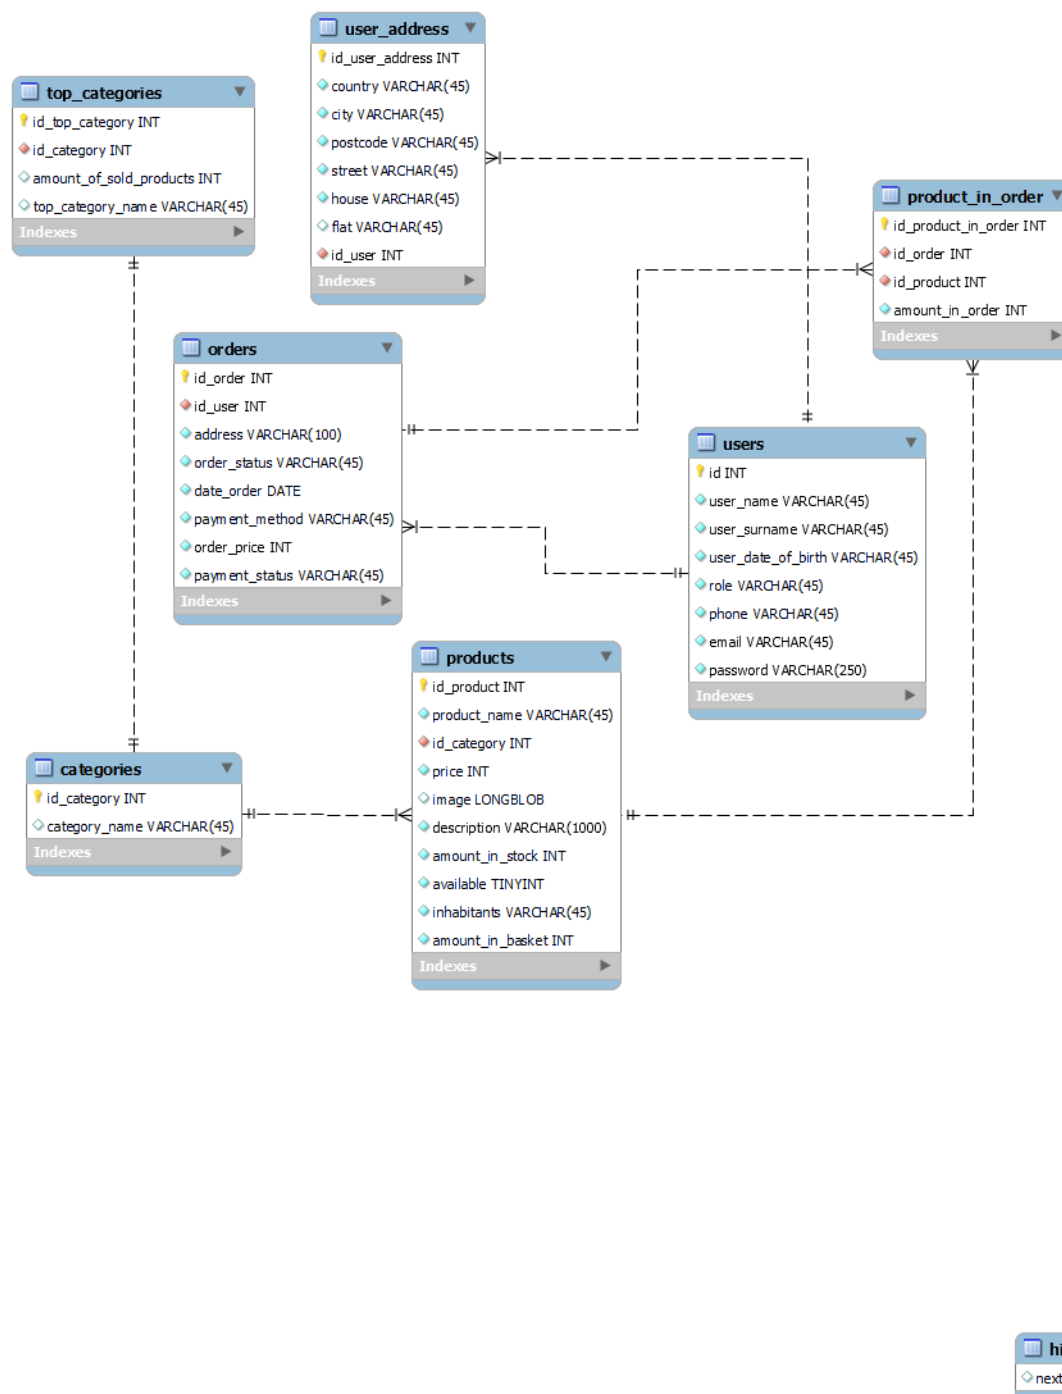 user_address
id_user_address INT
country VARCHAR(45)
city VARCHAR(45)
postcode VARCHAR(45)
street VARCHAR(45)
house VARCHAR(45)
flat VARCHAR(45)
id_user INT
Indexes
top_categories
id_top_category INT
id_category INT
amount_of_sold_products INT
top_category_name VARCHAR(45)
Indexes
product_in_order
id_product_in_order INT
id_order INT
id_product INT
amount_in_order INT
Indexes
orders
id_order INT
id_user INT
address VARCHAR(100)
order_status VARCHAR(45)
date_order DATE
payment_method VARCHAR(45)
order_price INT
payment_status VARCHAR(45)
Indexes
users
id INT
user_name VARCHAR(45)
user_surname VARCHAR(45)
user_date_of_birth VARCHAR(45)
role VARCHAR(45)
phone VARCHAR(45)
email VARCHAR(45)
password VARCHAR(250)
Indexes
products
id_product INT
product_name VARCHAR(45)
id_category INT
price INT
image LONGBLOB
description VARCHAR(1000)
amount_in_stock INT
available TINYINT
inhabitants VARCHAR(45)
amount_in_basket INT
Indexes
categories
id_category INT
category_name VARCHAR(45)
Indexes
hi
next